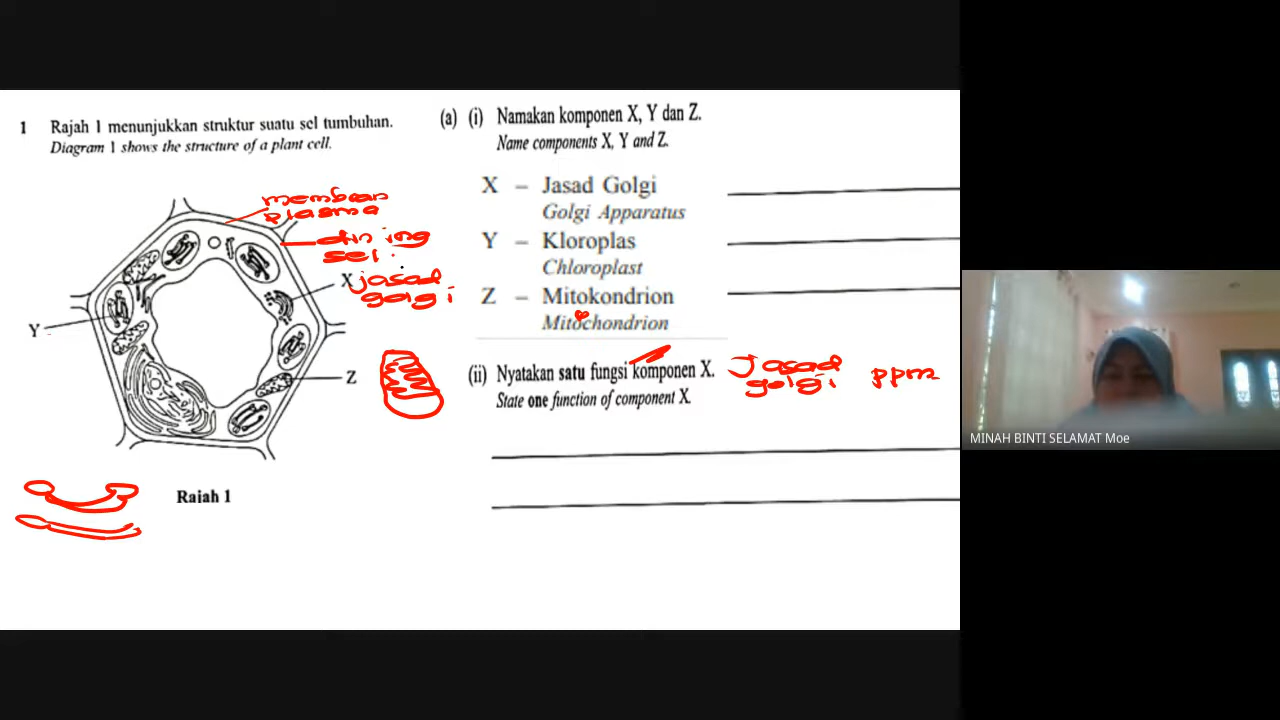 1 Rajah 1 menunjukkan struktur suatu sel tumbuhan.
Diagram 1 shows the structure of a plant cell.
membran
plasma
dinding
sel.
X jasad
golgi
Y
Z
Rajah 1
(a) (i) Namakan komponen X, Y dan Z.
Name components X, Y and Z.
X – Jasad Golgi
Golgi Apparatus
Y – Kloroplas
Chloroplast
Z – Mitokondrion
Mitochondrion
(ii) Nyatakan satu fungsi komponen X.
State one function of component X.
Jasad
golgi
ppm
MINAH BINTI SELAMAT Moe